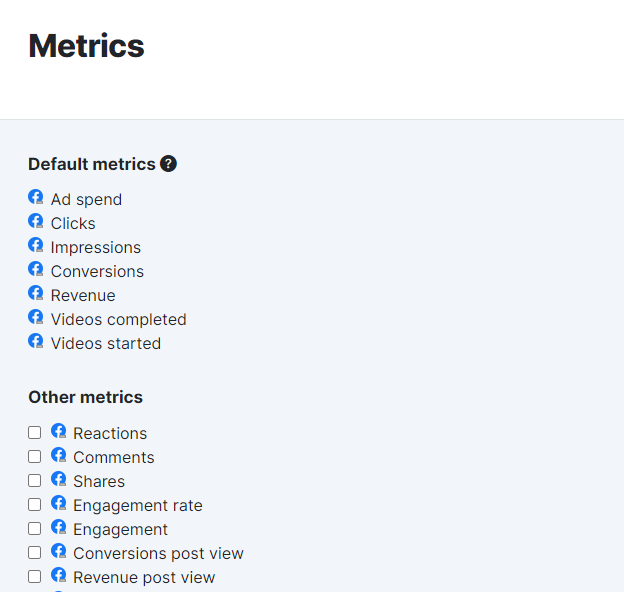 Metrics
Default metrics ?
Ad spend
Clicks
Impressions
Conversions
Revenue
Videos completed
Videos started
Other metrics
Reactions
Comments
Shares
Engagement rate
Engagement
Conversions post view
Revenue post view